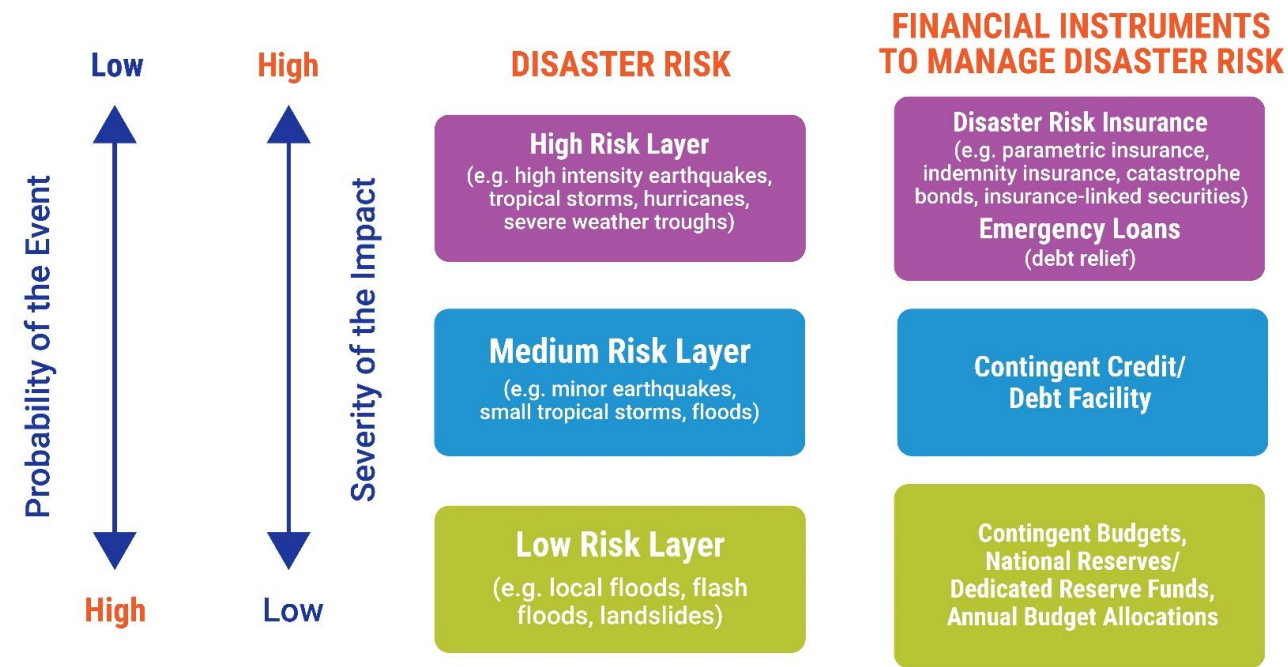 Low
High
Probability of the Event
High
Low
Severity of the Impact
DISASTER RISK
High Risk Layer
(e.g. high intensity earthquakes,
tropical storms, hurricanes,
severe weather troughs)
Medium Risk Layer
(e.g. minor earthquakes,
small tropical storms, floods)
Low Risk Layer
(e.g. local floods, flash
floods, landslides)
FINANCIAL INSTRUMENTS
TO MANAGE DISASTER RISK
Disaster Risk Insurance
(e.g. parametric insurance,
indemnity insurance, catastrophe
bonds, insurance-linked securities)
Emergency Loans
(debt relief)
Contingent Credit/
Debt Facility
Contingent Budgets,
National Reserves/
Dedicated Reserve Funds,
Annual Budget Allocations